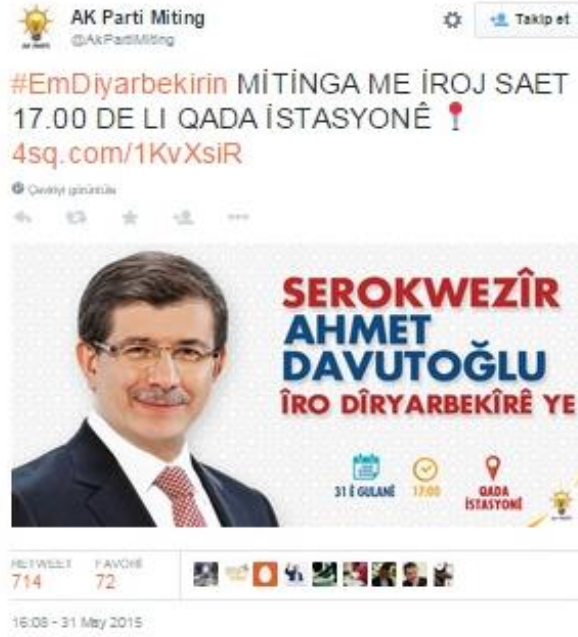 AK Parti Miting
@AkPartiMiting
Takip et
#EmDiyarbekirin MİTİNGA ME İROJ SAET
17.00 DE LI QADA İSTASYONÊ
4sq.com/1KvXsiR
Çeviriyi görüntüle
SEROKWEZÎR
AHMET
DAVUTOĞLU
ÎRO DÎRYARBEKÎRÊ YE
31 Ê GULANÊ
17:00
QADA
İSTASYONÊ
RETWEET
FAVORİ
714
72
16:08 - 31 May 2015